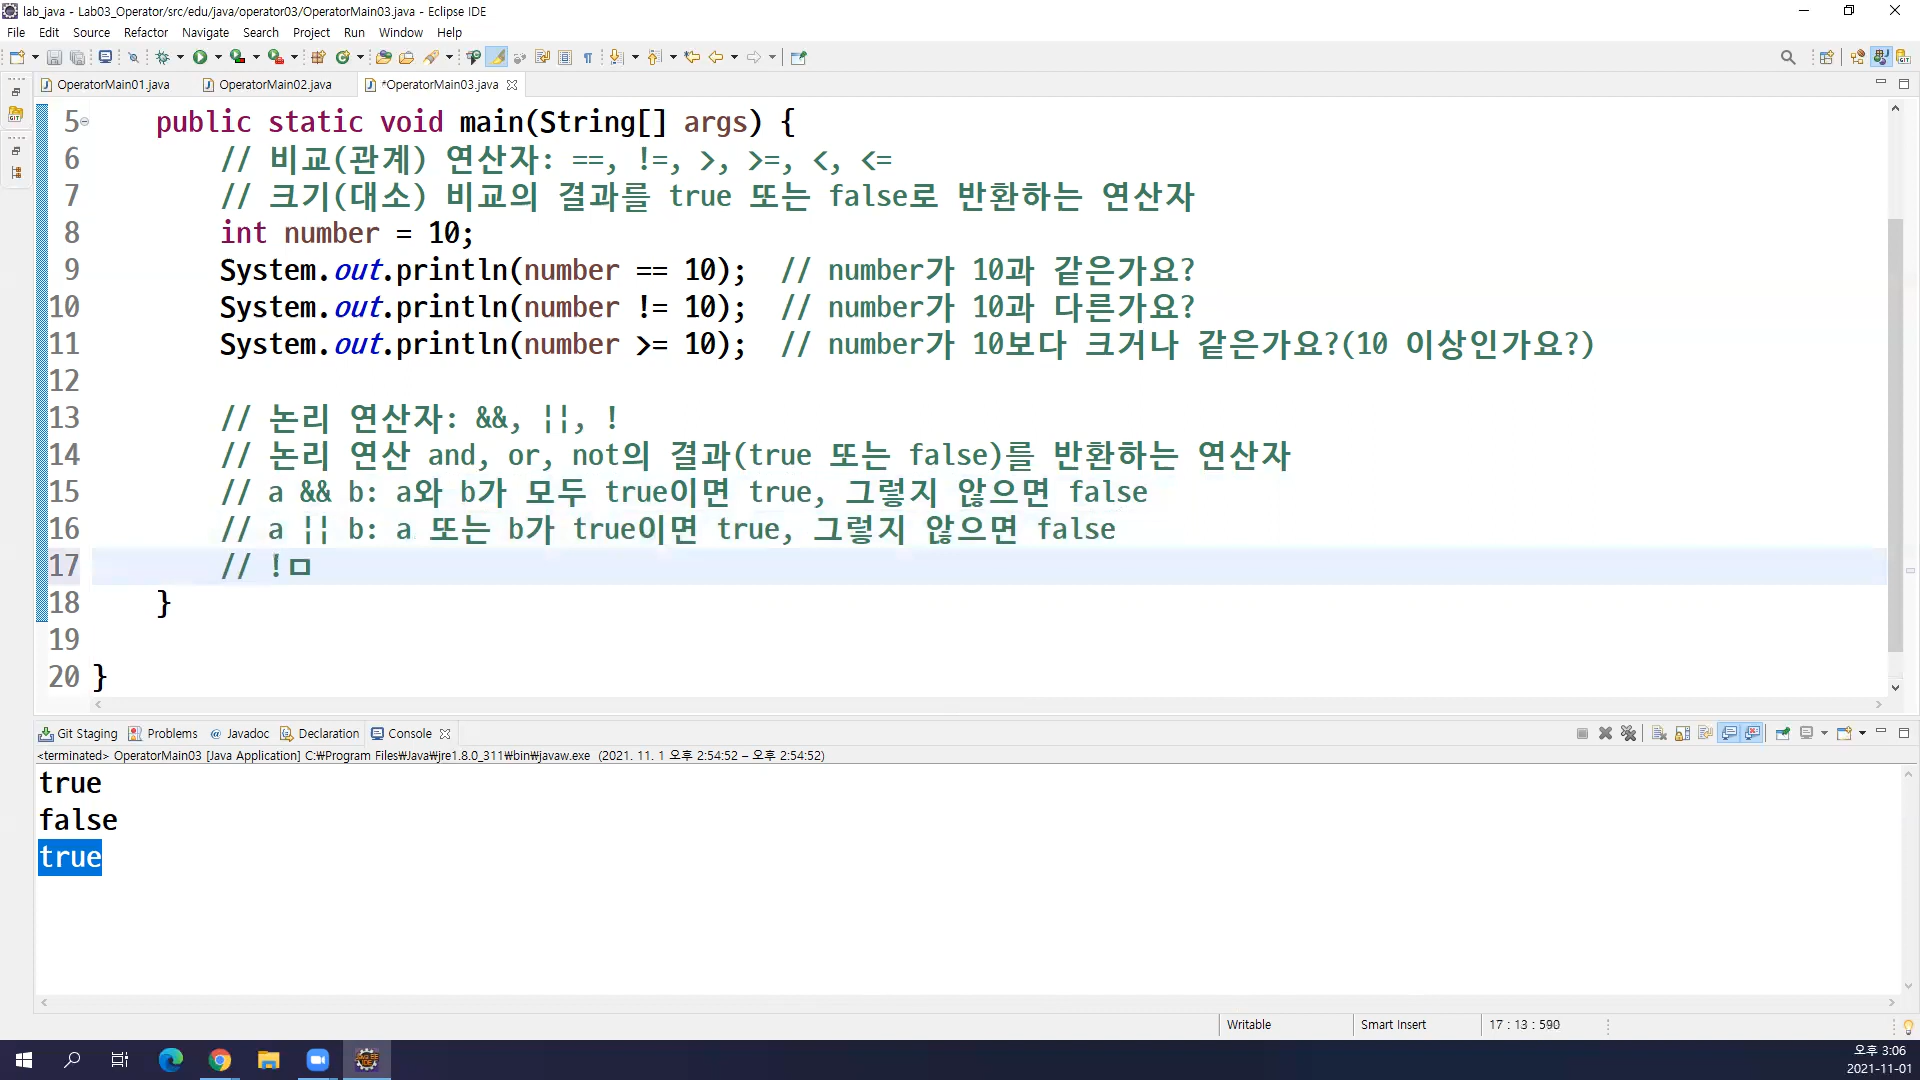 lab_java - Lab03_Operator/src/edu/java/operator03/OperatorMain03.java - Eclipse IDE
File Edit Source Refactor Navigate Search Project Run Window Help
OperatorMain01.java OperatorMain02.java *OperatorMain03.java
5 public static void main(String[] args) {
6 // 비교(관계) 연산자: ==, !=, >, >=, <, <=
7 // 크기(대소) 비교의 결과를 true 또는 false로 반환하는 연산자
8 int number = 10;
9 System.out.println(number == 10); // number가 10과 같은가요?
10 System.out.println(number != 10); // number가 10과 다른가요?
11 System.out.println(number >= 10); // number가 10보다 크거나 같은가요?(10 이상인가요?)
12
13 // 논리 연산자: &&, ||, !
14 // 논리 연산 and, or, not의 결과(true 또는 false)를 반환하는 연산자
15 // a && b: a와 b가 모두 true이면 true, 그렇지 않으면 false
16 // a || b: a 또는 b가 true이면 true, 그렇지 않으면 false
17 // !ㅁ
18 }
19
20 }
Git Staging Problems @ Javadoc Declaration Console
<terminated> OperatorMain03 [Java Application] C:₩Program Files₩Java₩jre1.8.0_311₩bin₩javaw.exe (2021. 11. 1 오후 2:54:52 – 오후 2:54:52)
true
false
true
Writable Smart Insert 17 : 13 : 590
오후 3:06
2021-11-01